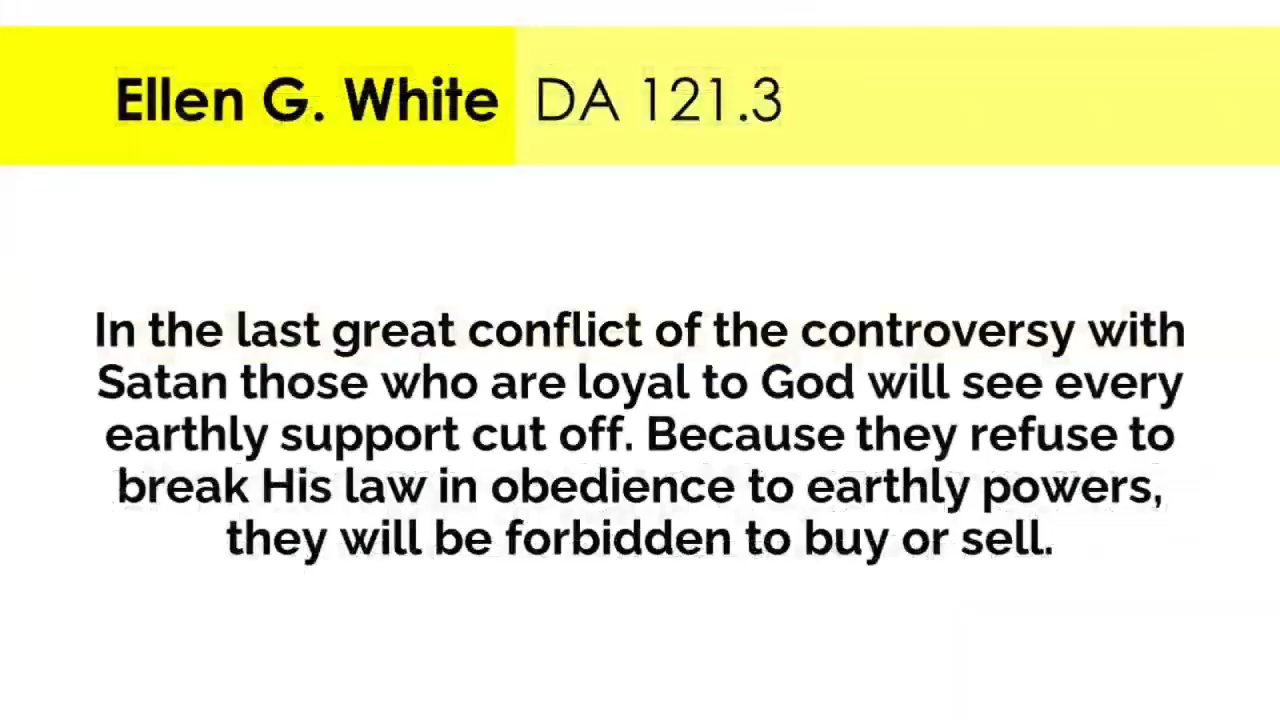 Ellen G. White DA 121.3
In the last great conflict of the controversy with
Satan those who are loyal to God will see every
earthly support cut off. Because they refuse to
break His law in obedience to earthly powers,
they will be forbidden to buy or sell.